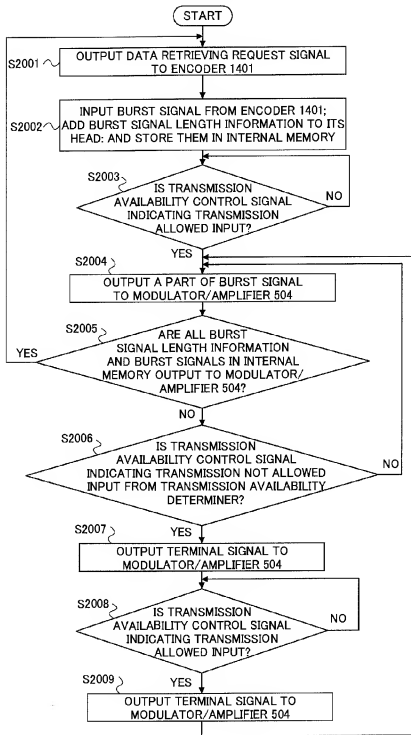 START
S2001
OUTPUT DATA RETRIEVING REQUEST SIGNAL
TO ENCODER 1401
S2002
INPUT BURST SIGNAL FROM ENCODER 1401;
ADD BURST SIGNAL LENGTH INFORMATION TO ITS
HEAD: AND STORE THEM IN INTERNAL MEMORY
S2003
IS TRANSMISSION
AVAILABILITY CONTROL SIGNAL
INDICATING TRANSMISSION
ALLOWED INPUT?
NO
YES
S2004
OUTPUT A PART OF BURST SIGNAL
TO MODULATOR/AMPLIFIER 504
S2005
ARE ALL BURST
SIGNAL LENGTH INFORMATION
AND BURST SIGNALS IN INTERNAL
MEMORY OUTPUT TO MODULATOR/
AMPLIFIER 504?
YES
NO
S2006
IS TRANSMISSION
AVAILABILITY CONTROL SIGNAL
INDICATING TRANSMISSION NOT ALLOWED
INPUT FROM TRANSMISSION AVAILABILITY
DETERMINER?
NO
YES
S2007
OUTPUT TERMINAL SIGNAL TO
MODULATOR/AMPLIFIER 504
S2008
IS TRANSMISSION
AVAILABILITY CONTROL SIGNAL
INDICATING TRANSMISSION
ALLOWED INPUT?
NO
YES
S2009
OUTPUT TERMINAL SIGNAL TO
MODULATOR/AMPLIFIER 504